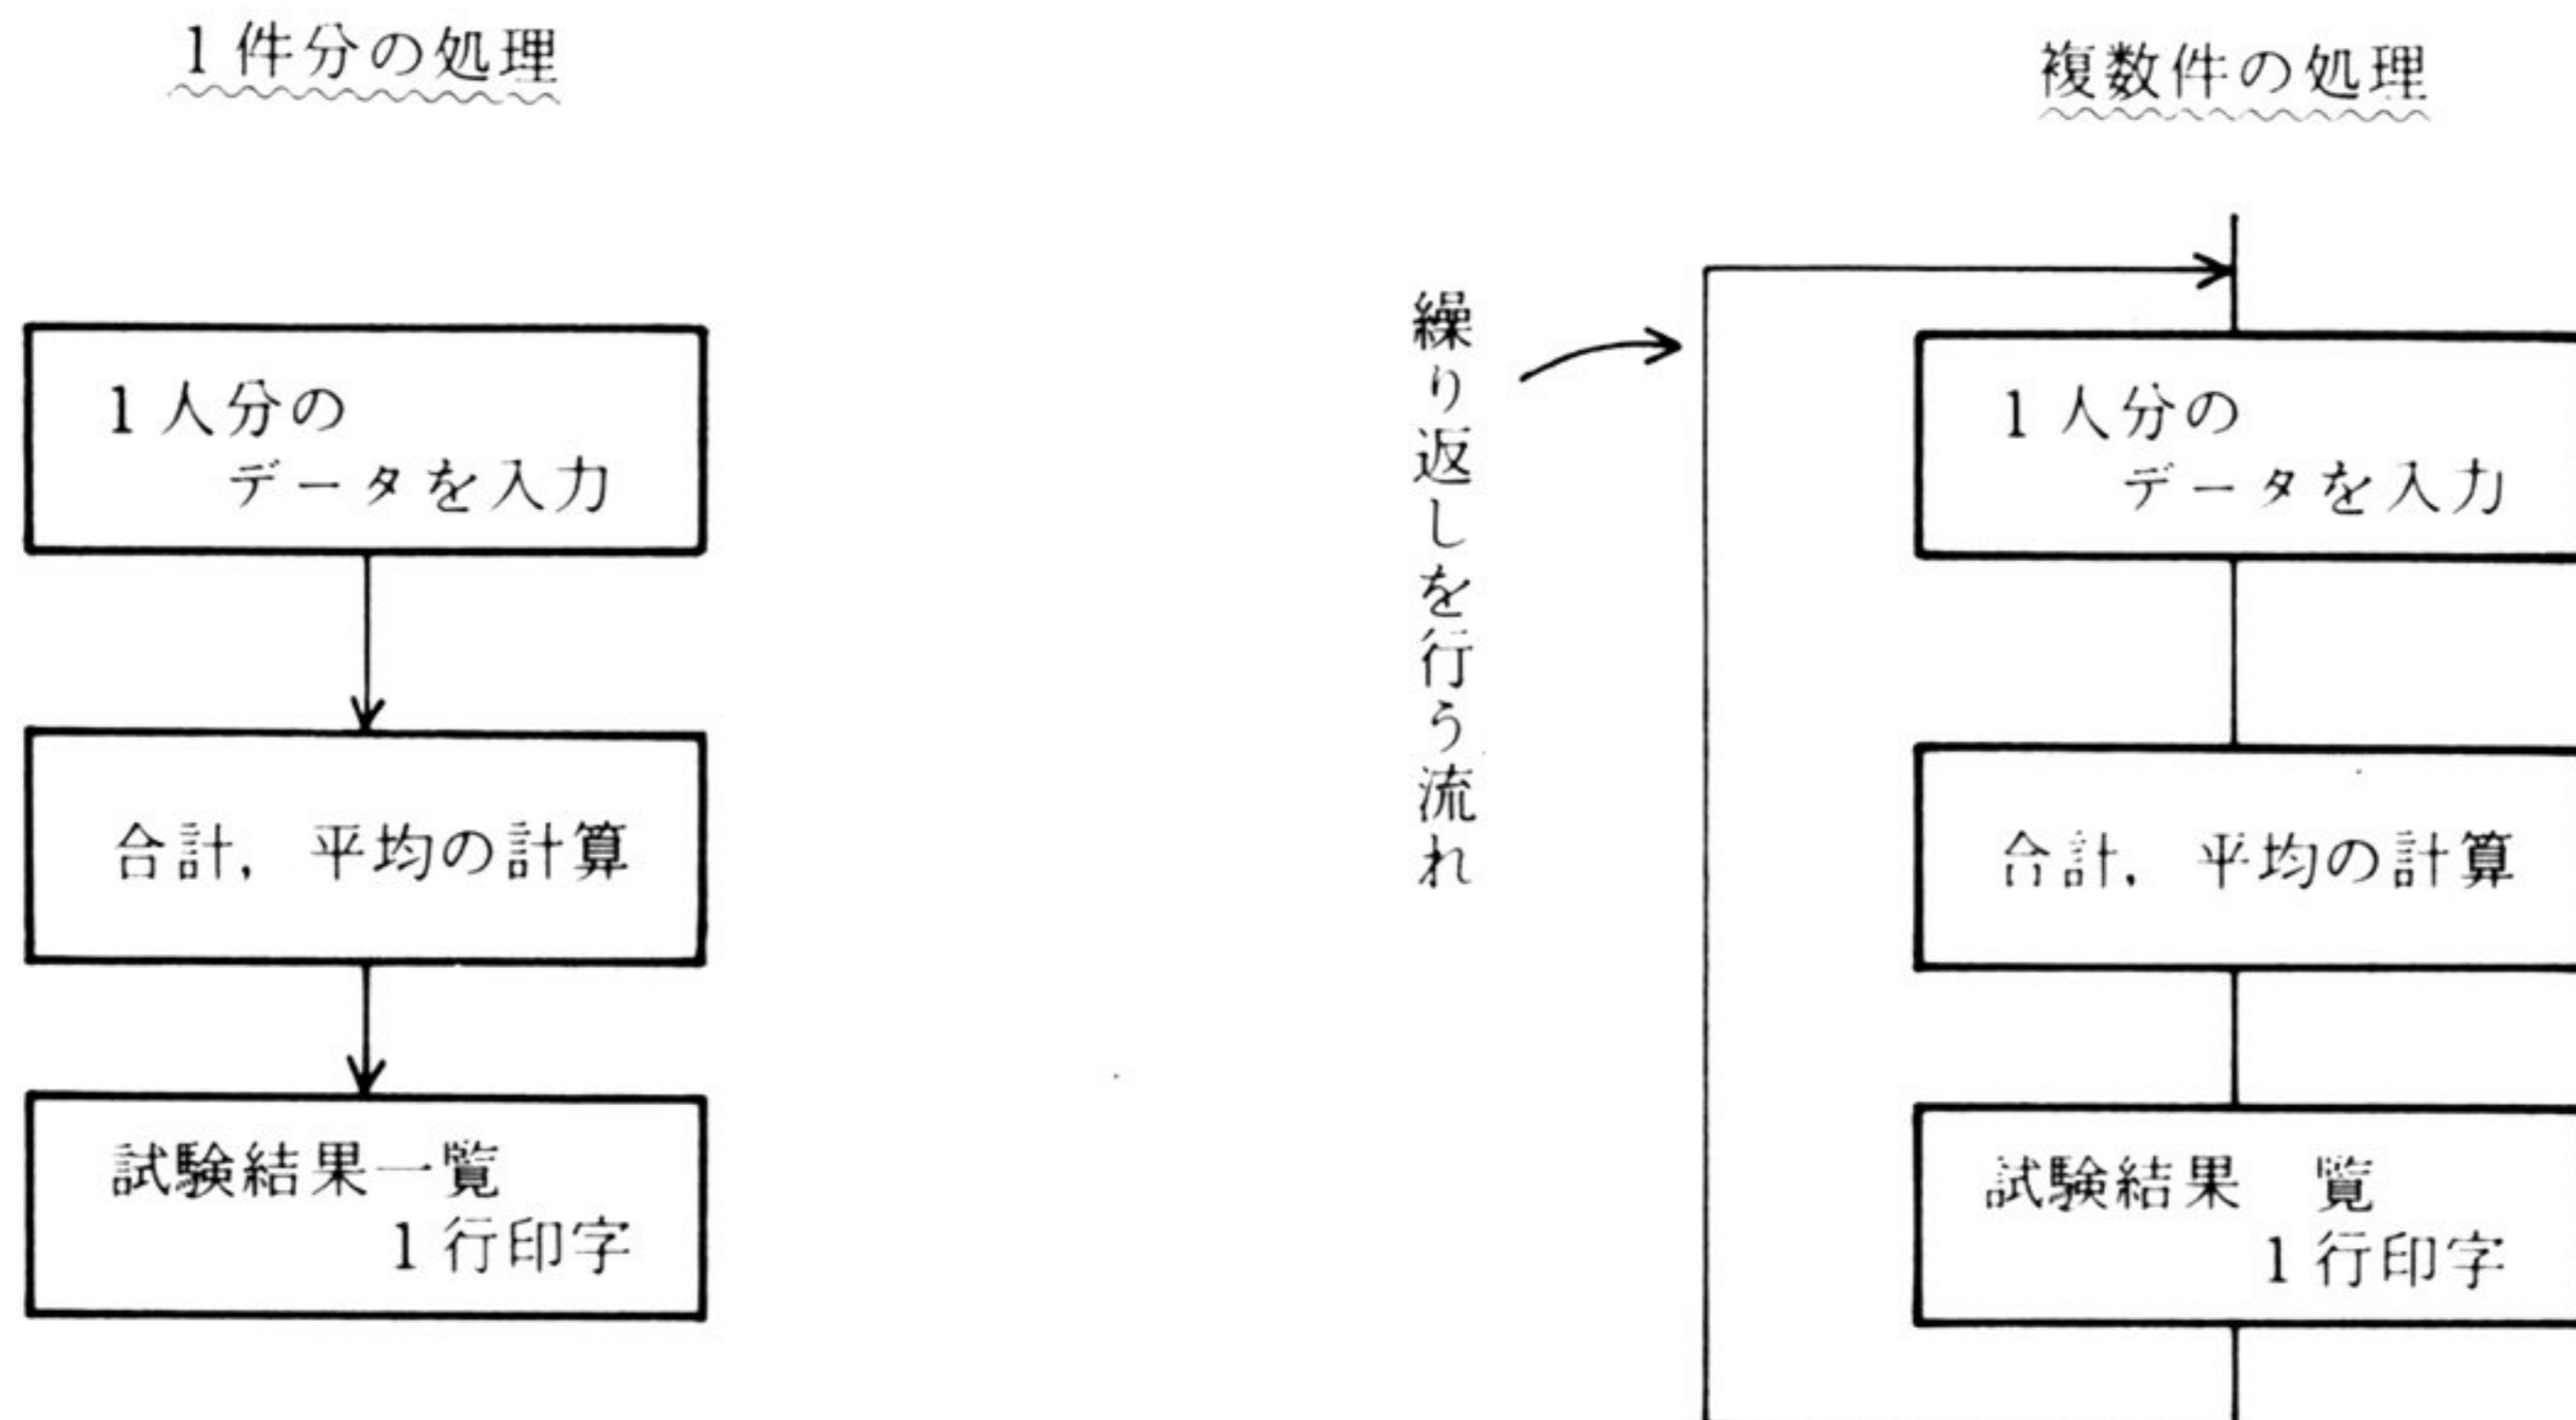 1件分の処理
1人分の
データを入力
合計，平均の計算
試験結果一覧
1行印字
複数件の処理
繰り返しを行う流れ
1人分の
データを入力
合計，平均の計算
試験結果 覧
1行印字